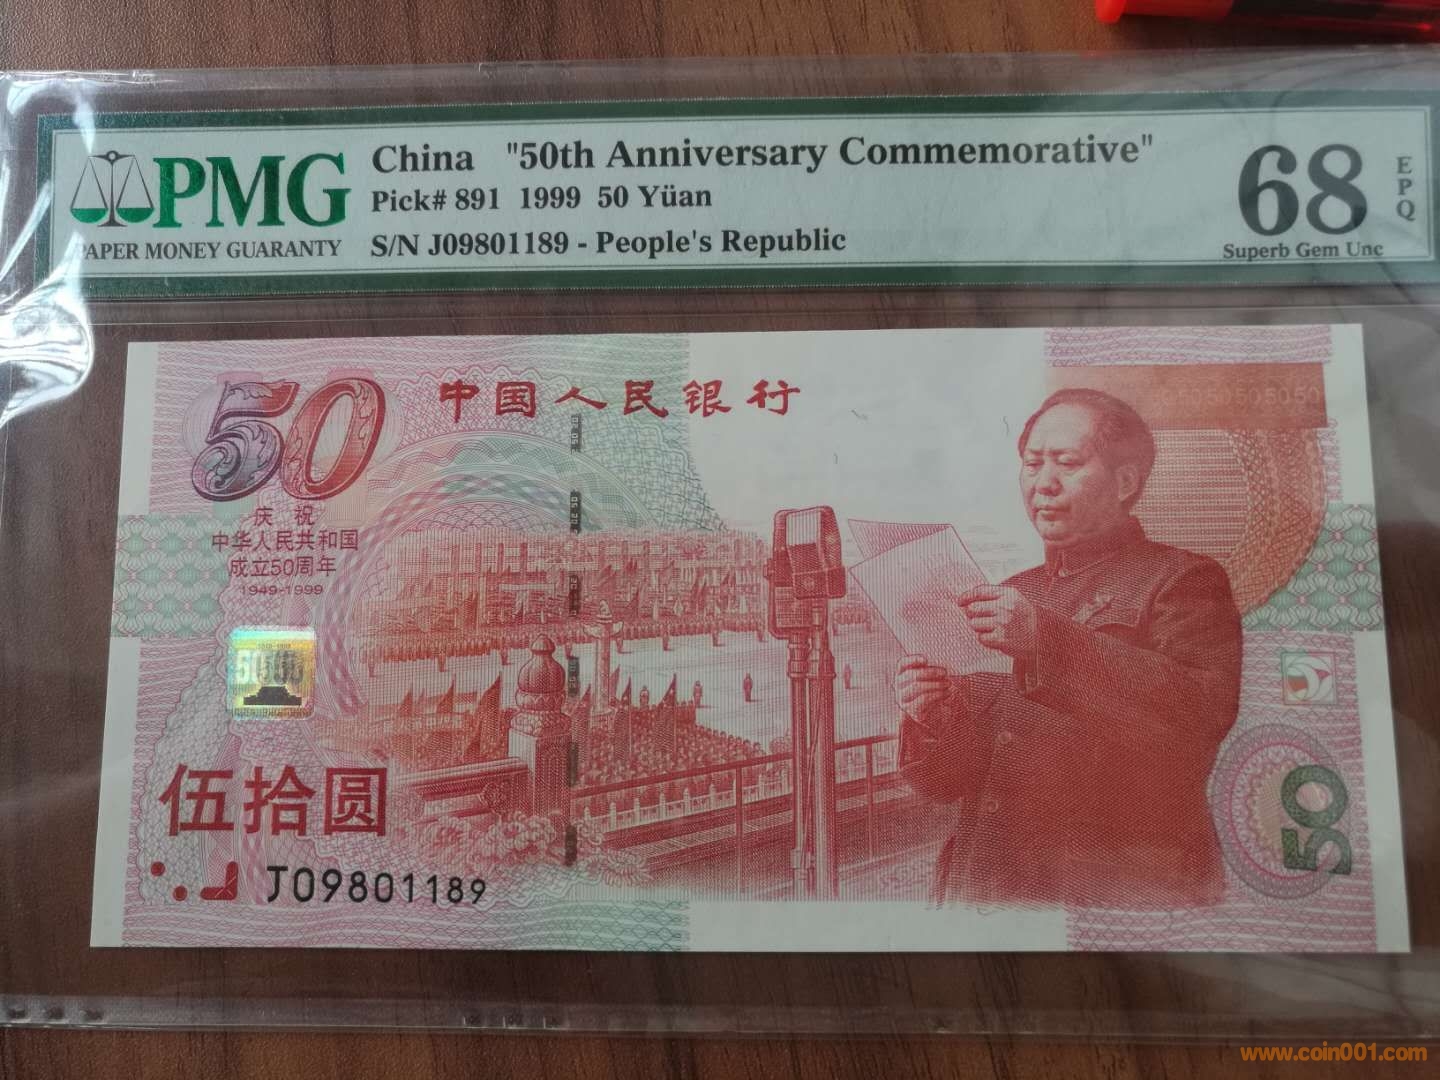 PMG
PAPER MONEY GUARANTY
China "50th Anniversary Commemorative"
Pick# 891 1999 50 Yüan
S/N J09801189 - People's Republic
68
EPQ
Superb Gem Unc
50
中国人民银行
庆祝
中华人民共和国
成立50周年
1949-1999
伍拾圆
J09801189
50
www.coin001.com